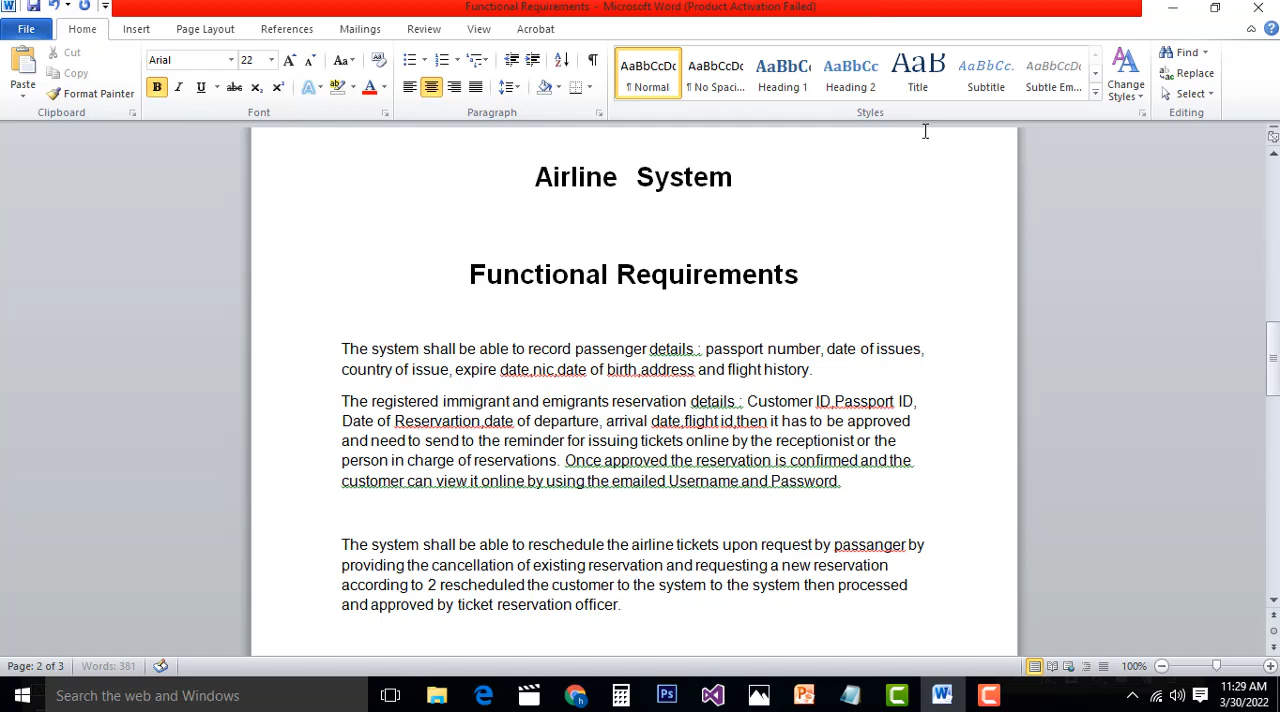 Functional Requirements - Microsoft Word (Product Activation Failed)
File Home Insert Page Layout References Mailings Review View Acrobat
Paste
Cut
Copy
Format Painter
Clipboard
Arial 22
Font
Paragraph
AaBbCcDc AaBbCcDc AaBbC AaBbCc AaB AaBbCc. AaBbCcDc
¶ Normal ¶ No Spaci... Heading 1 Heading 2 Title Subtitle Subtle Em...
Styles
Change Styles
Find
Replace
Select
Editing
Airline System
Functional Requirements
The system shall be able to record passenger details : passport number, date of issues,
country of issue, expire date,nic,date of birth,address and flight history.
The registered immigrant and emigrants reservation details : Customer ID,Passport ID,
Date of Reservartion,date of departure, arrival date,flight id,then it has to be approved
and need to send to the reminder for issuing tickets online by the receptionist or the
person in charge of reservations. Once approved the reservation is confirmed and the
customer can view it online by using the emailed Username and Password.
The system shall be able to reschedule the airline tickets upon request by passanger by
providing the cancellation of existing reservation and requesting a new reservation
according to 2 rescheduled the customer to the system to the system then processed
and approved by ticket reservation officer.
Page: 2 of 3 Words: 381 100%
Search the web and Windows
11:29 AM
3/30/2022